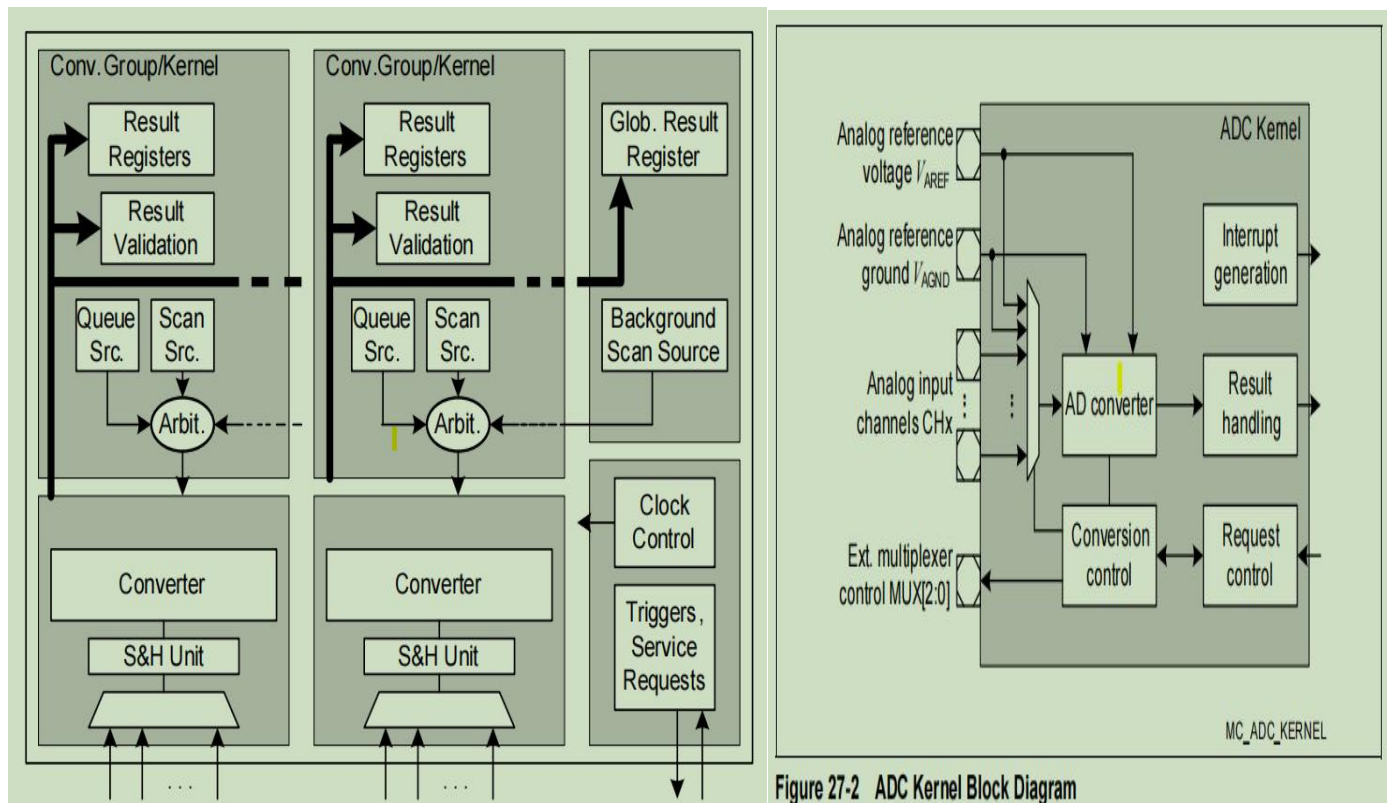 Conv.Group/Kernel
Result
Registers
Result
Validation
Queue
Src.
Scan
Src.
Arbit.
Converter
S&H Unit
. . .
Conv.Group/Kernel
Result
Registers
Result
Validation
Queue
Src.
Scan
Src.
Arbit.
Converter
S&H Unit
. . .
Glob. Result
Register
Background
Scan Source
Clock
Control
Triggers,
Service
Requests
ADC Kernel
Analog reference
voltage VAREF
Analog reference
ground VAGND
Analog input
channels CHx
Ext. multiplexer
control MUX[2:0]
AD converter
Conversion
control
Interrupt
generation
Result
handling
Request
control
MC_ADC_KERNEL
Figure 27-2 ADC Kernel Block Diagram